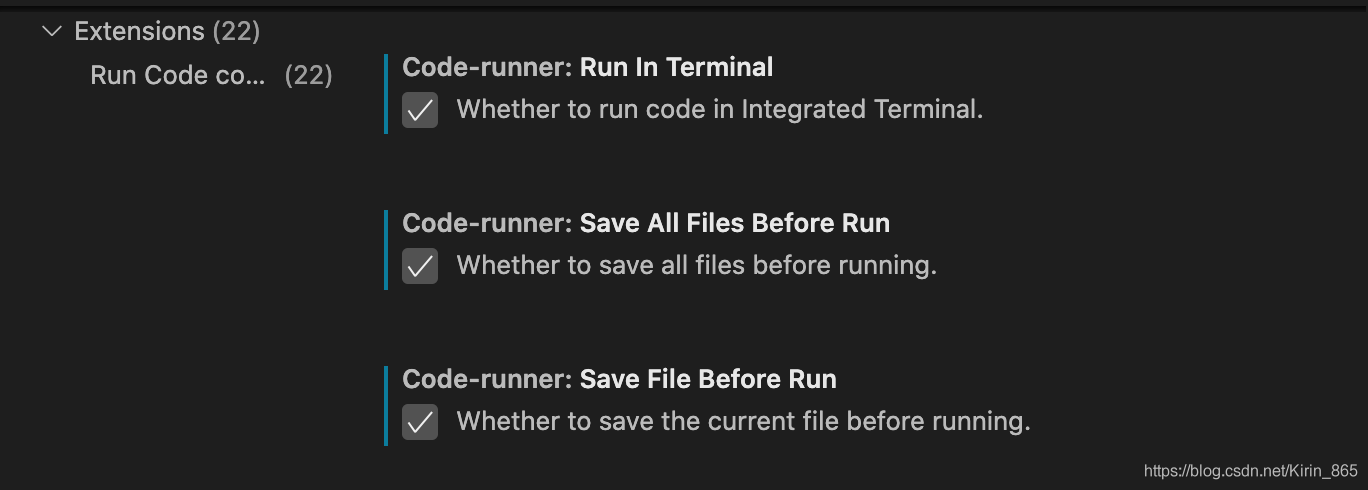 Extensions (22)
Run Code co... (22)
Code-runner: Run In Terminal
Whether to run code in Integrated Terminal.
Code-runner: Save All Files Before Run
Whether to save all files before running.
Code-runner: Save File Before Run
Whether to save the current file before running.
https://blog.csdn.net/Kirin_865